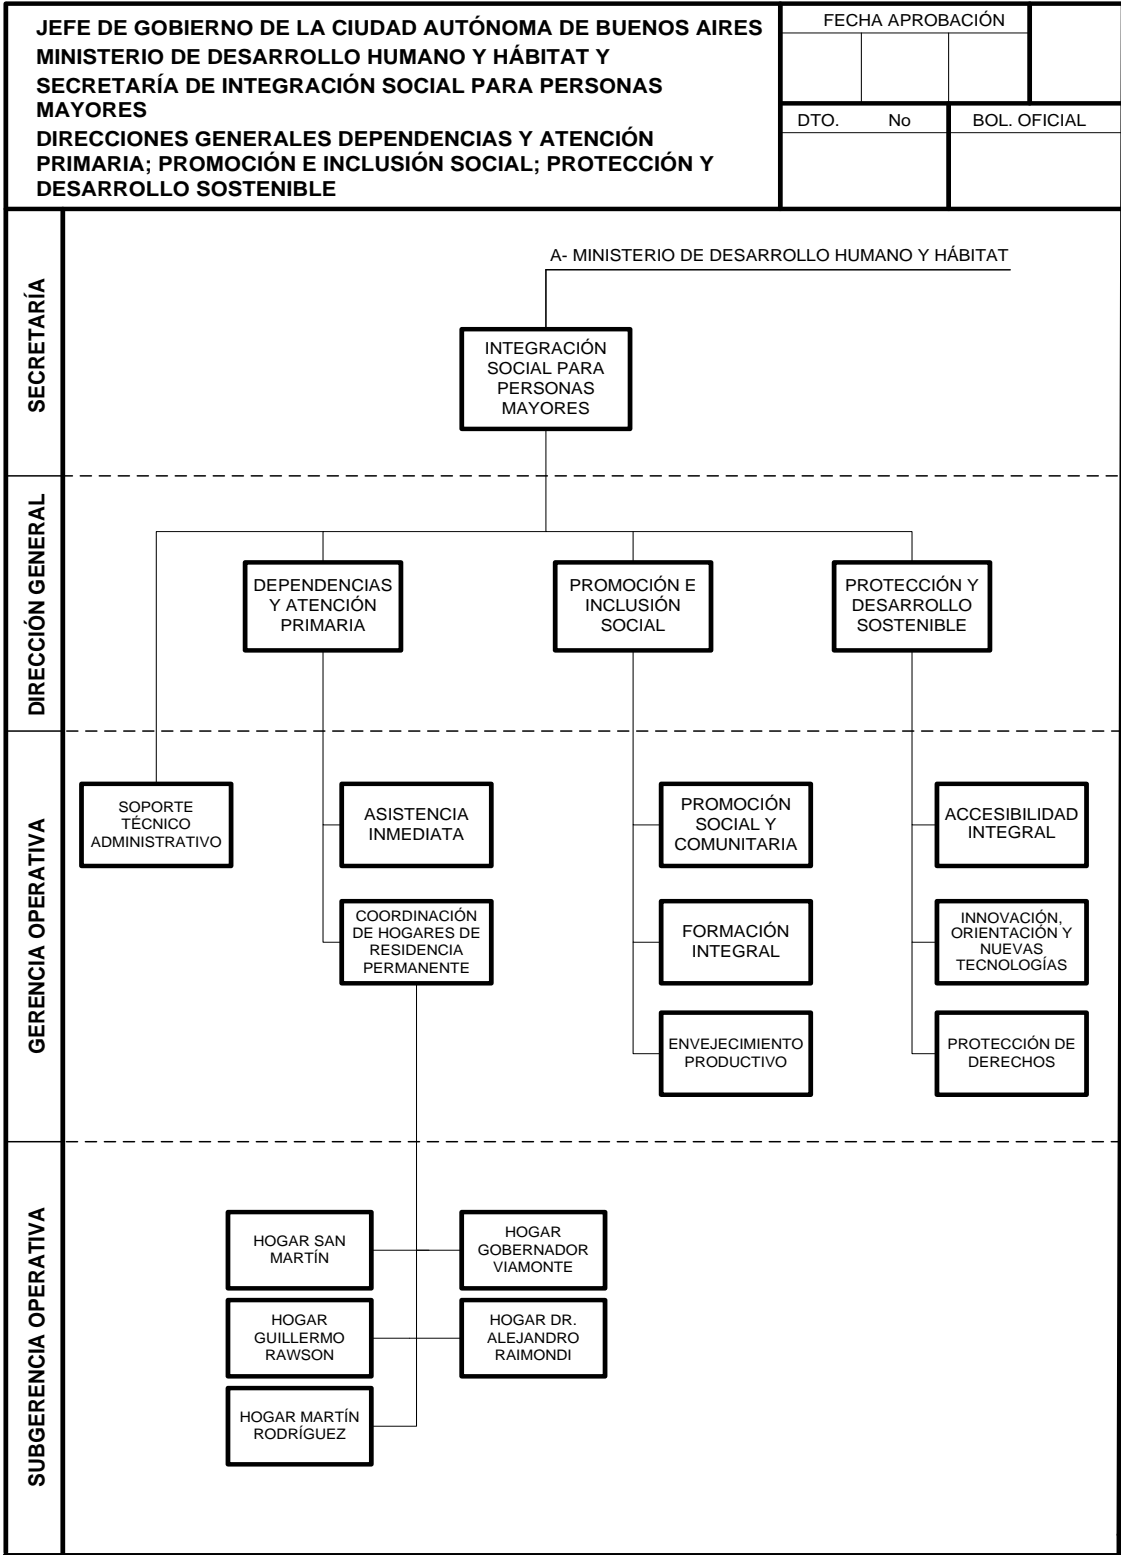 JEFE DE GOBIERNO DE LA CIUDAD AUTÓNOMA DE BUENOS AIRES
MINISTERIO DE DESARROLLO HUMANO Y HÁBITAT Y
SECRETARÍA DE INTEGRACIÓN SOCIAL PARA PERSONAS
MAYORES
DIRECCIONES GENERALES DEPENDENCIAS Y ATENCIÓN
PRIMARIA; PROMOCIÓN E INCLUSIÓN SOCIAL; PROTECCIÓN Y
DESARROLLO SOSTENIBLE
FECHA APROBACIÓN
DTO. No
BOL. OFICIAL
SECRETARÍA
A- MINISTERIO DE DESARROLLO HUMANO Y HÁBITAT
INTEGRACIÓN
SOCIAL PARA
PERSONAS
MAYORES
DIRECCIÓN GENERAL
DEPENDENCIAS
Y ATENCIÓN
PRIMARIA
PROMOCIÓN E
INCLUSIÓN
SOCIAL
PROTECCIÓN Y
DESARROLLO
SOSTENIBLE
GERENCIA OPERATIVA
SOPORTE
TÉCNICO
ADMINISTRATIVO
ASISTENCIA
INMEDIATA
PROMOCIÓN
SOCIAL Y
COMUNITARIA
ACCESIBILIDAD
INTEGRAL
COORDINACIÓN
DE HOGARES DE
RESIDENCIA
PERMANENTE
FORMACIÓN
INTEGRAL
INNOVACIÓN,
ORIENTACIÓN Y
NUEVAS
TECNOLOGÍAS
ENVEJECIMIENTO
PRODUCTIVO
PROTECCIÓN DE
DERECHOS
SUBGERENCIA OPERATIVA
HOGAR SAN
MARTÍN
HOGAR
GOBERNADOR
VIAMONTE
HOGAR
GUILLERMO
RAWSON
HOGAR DR.
ALEJANDRO
RAIMONDI
HOGAR MARTÍN
RODRÍGUEZ